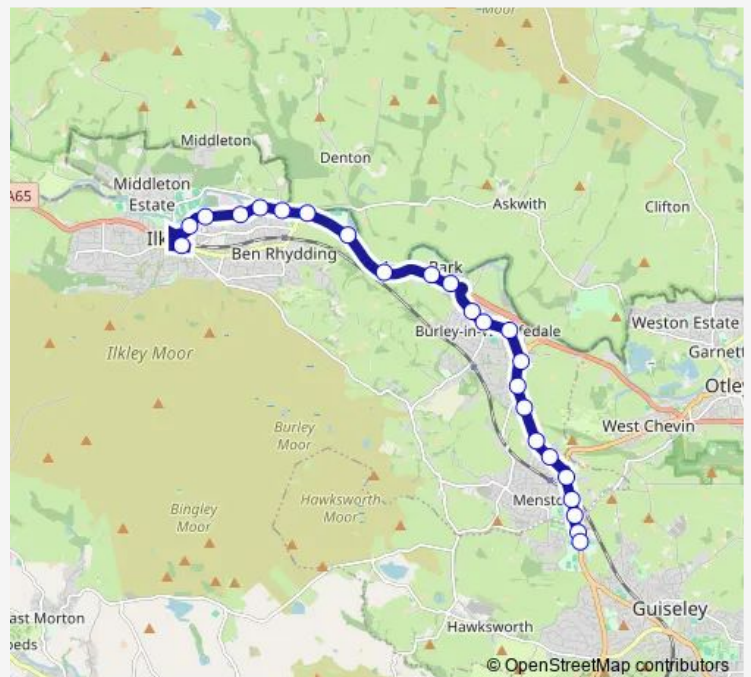 Moor
Middleton
Denton
Middleton
Estate
A65
Askwith
Clifton
Ilk
Ben Rhydding
Park
Weston Estate
Burley-in-W
fedale
Garnett
Ilkley Moor
Otley
West Chevin
Burley
Moor
Hawksworth
Moor
Menst
Bingley
Moor
Guiseley
ast Morton
Hawksworth
eds
© OpenStreetMap contributors